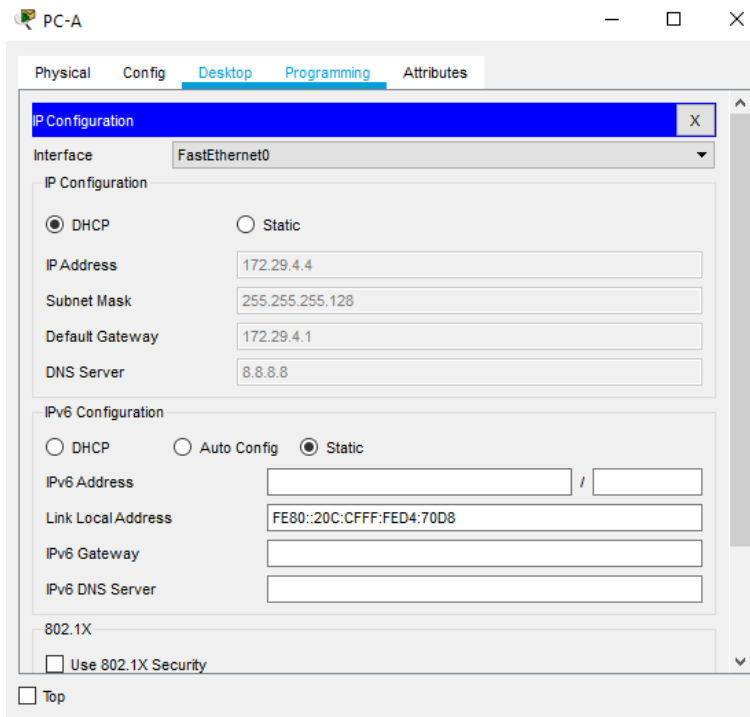 PC-A
Physical Config Desktop Programming Attributes
IP Configuration X
Interface FastEthernet0
IP Configuration
DHCP Static
IP Address 172.29.4.4
Subnet Mask 255.255.255.128
Default Gateway 172.29.4.1
DNS Server 8.8.8.8
IPv6 Configuration
DHCP Auto Config Static
IPv6 Address /
Link Local Address FE80::20C:CFFF:FED4:70D8
IPv6 Gateway
IPv6 DNS Server
802.1X
Use 802.1X Security
Top